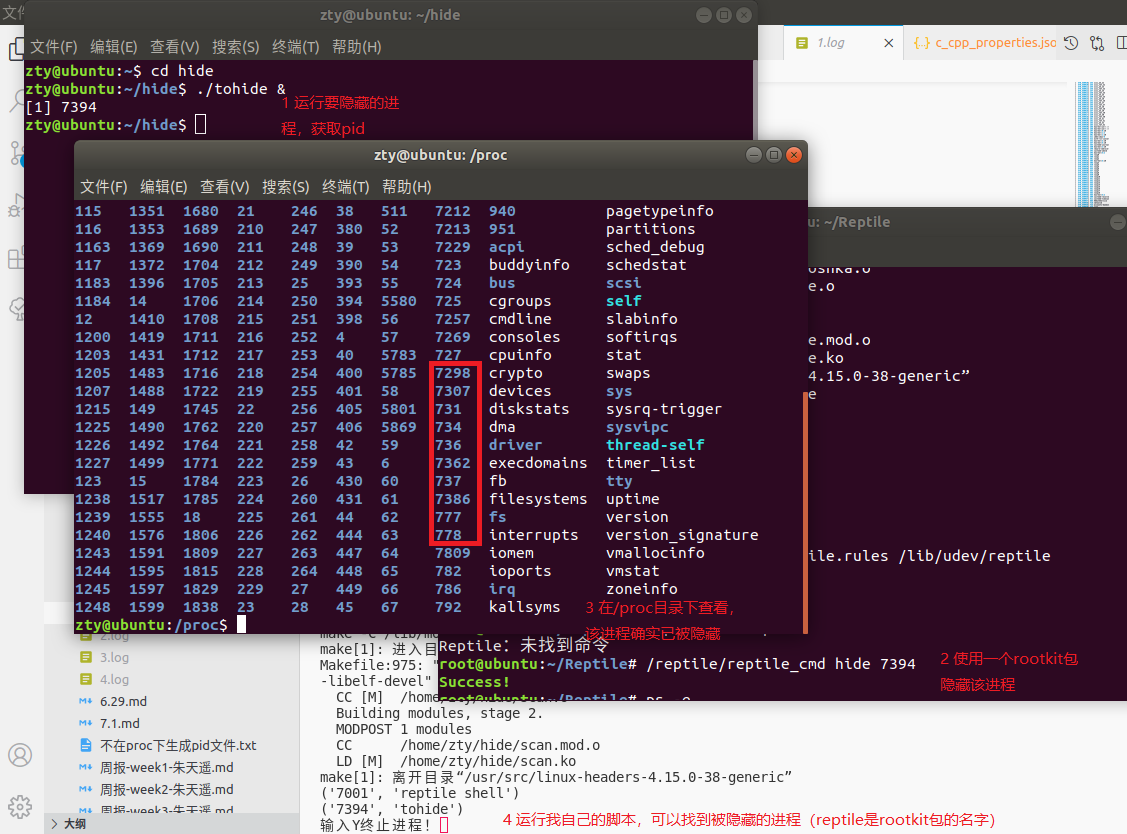 文件
zty@ubuntu: ~/hide
文件(F) 编辑(E) 查看(V) 搜索(S) 终端(T) 帮助(H)
1.log
c_cpp_properties.jso
zty@ubuntu:~$ cd hide
zty@ubuntu:~/hide$ ./tohide &
[1] 7394
zty@ubuntu:~/hide$
1 运行要隐藏的进
程，获取pid
zty@ubuntu: /proc
文件(F) 编辑(E) 查看(V) 搜索(S) 终端(T) 帮助(H)
115 1351 1680 21 246 38 511 7212 940 pagetypeinfo
116 1353 1689 210 247 380 52 7213 951 partitions
1163 1369 1690 211 248 39 53 7229 acpi sched_debug
117 1372 1704 212 249 390 54 723 buddyinfo schedstat
1183 1396 1705 213 25 393 55 724 bus scsi
1184 14 1706 214 250 394 5580 725 cgroups self
12 1410 1708 215 251 398 56 7257 cmdline slabinfo
1200 1419 1711 216 252 4 57 7269 consoles softirqs
1203 1431 1712 217 253 40 5783 727 cpuinfo stat
1205 1483 1716 218 254 400 5785 7298 crypto swaps
1207 1488 1722 219 255 401 58 7307 devices sys
1215 149 1745 22 256 405 5801 731 diskstats sysrq-trigger
1225 1490 1762 220 257 406 5869 734 dma sysvipc
1226 1492 1764 221 258 42 59 736 driver thread-self
1227 1499 1771 222 259 43 6 7362 execdomains timer_list
123 15 1784 223 26 430 60 737 fb tty
1238 1517 1785 224 260 431 61 7386 filesystems uptime
1239 1555 18 225 261 44 62 777 fs version
1240 1576 1806 226 262 444 63 778 interrupts version_signature
1243 1591 1809 227 263 447 64 7809 iomem vmallocinfo
1244 1595 1815 228 264 448 65 782 ioports vmstat
1245 1597 1829 229 27 449 66 786 irq zoneinfo
1248 1599 1838 23 28 45 67 792 kallsyms
zty@ubuntu:/proc$
3 在/proc目录下查看，
该进程确实已被隐藏
u: ~/Reptile
oshka.o
e.o
e.mod.o
e.ko
4.15.0-38-generic”
e
ile.rules /lib/udev/reptile
Reptile：未找到命令
root@ubuntu:~/Reptile# /reptile/reptile_cmd hide 7394
Success!
root@ubuntu:~/Reptile# ps -e
2 使用一个rootkit包
隐藏该进程
2.log
3.log
4.log
6.29.md
7.1.md
不在proc下生成pid文件.txt
周报-week1-朱天遥.md
周报-week2-朱天遥.md
周报-week3-朱天遥.md
大纲
make -C /lib/mo
make[1]: 进入目
Makefile:975: "
-libelf-devel"
CC [M] /home/zty/hide/scan.o
Building modules, stage 2.
MODPOST 1 modules
CC /home/zty/hide/scan.mod.o
LD [M] /home/zty/hide/scan.ko
make[1]: 离开目录“/usr/src/linux-headers-4.15.0-38-generic”
('7001', 'reptile shell')
('7394', 'tohide')
输入Y终止进程！
4 运行我自己的脚本，可以找到被隐藏的进程（reptile是rootkit包的名字）